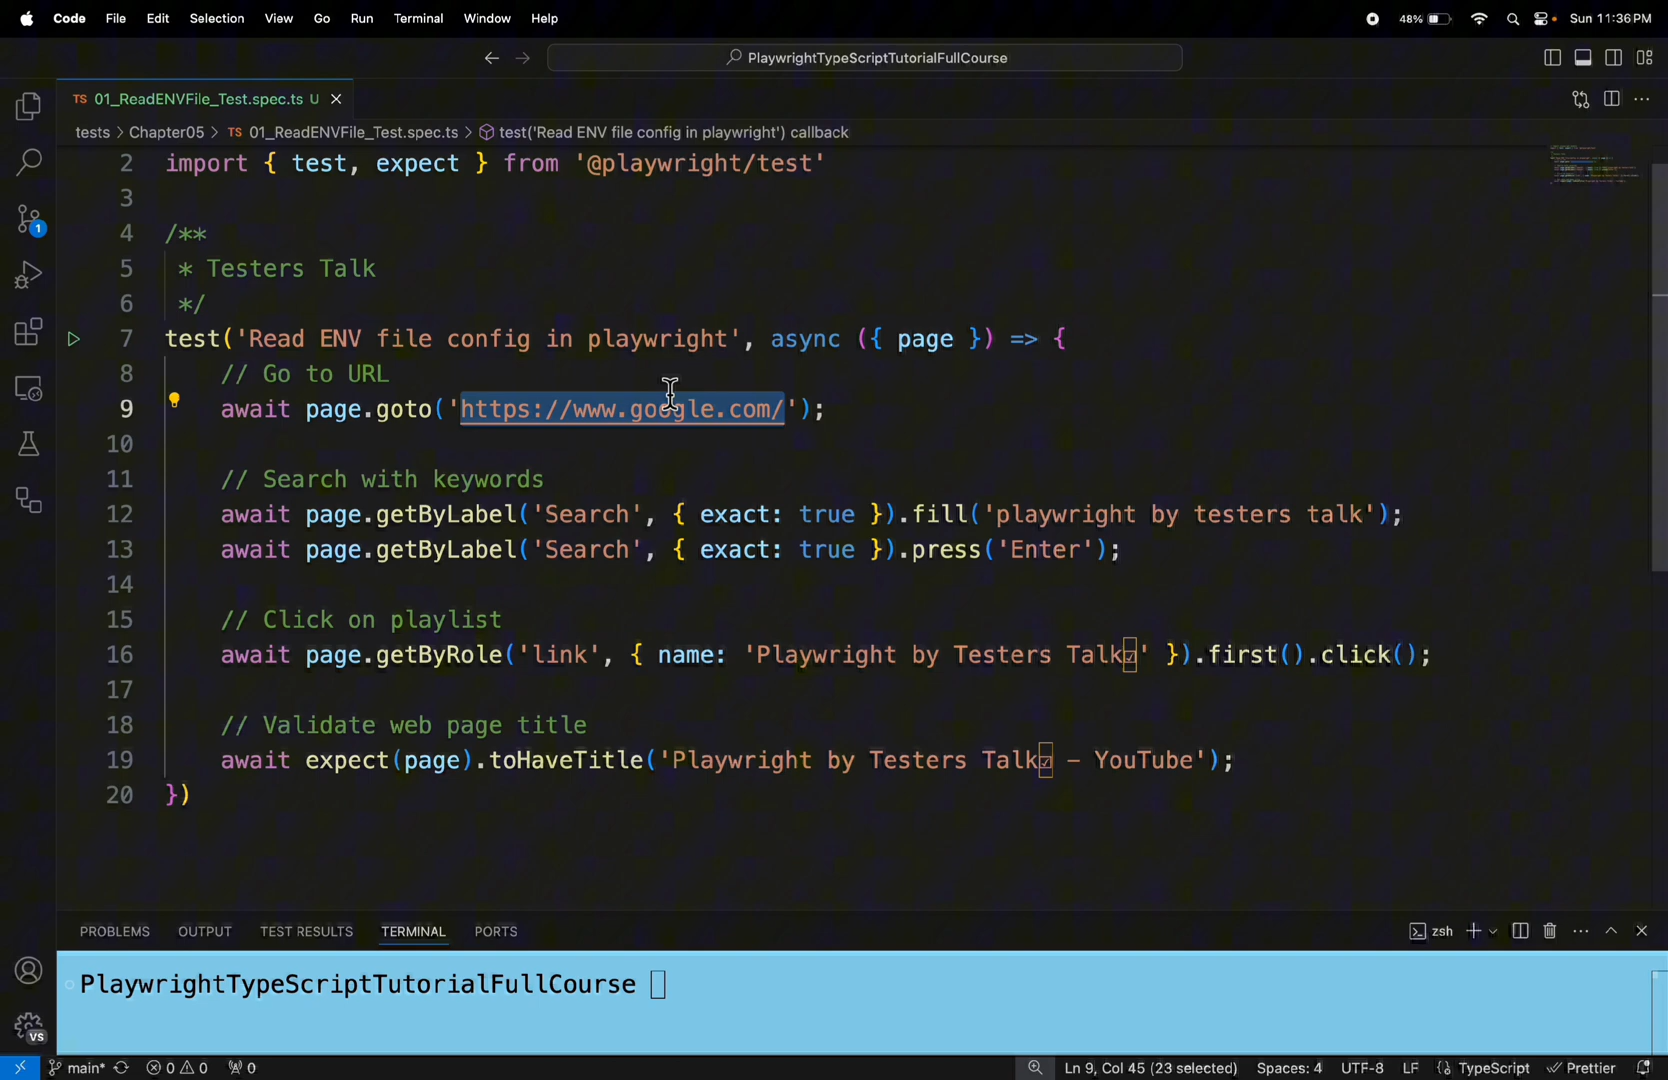 Code File Edit Selection View Go Run Terminal Window Help 48% Sun 11:36 PM
PlaywrightTypeScriptTutorialFullCourse
TS 01_ReadENVFile_Test.spec.ts U
tests > Chapter05 > TS 01_ReadENVFile_Test.spec.ts > test('Read ENV file config in playwright') callback
2 import { test, expect } from '@playwright/test'
3
4 /**
5 * Testers Talk
6 */
7 test('Read ENV file config in playwright', async ({ page }) => {
8 // Go to URL
9 await page.goto('https://www.google.com/');
10
11 // Search with keywords
12 await page.getByLabel('Search', { exact: true }).fill('playwright by testers talk');
13 await page.getByLabel('Search', { exact: true }).press('Enter');
14
15 // Click on playlist
16 await page.getByRole('link', { name: 'Playwright by Testers Talk☑' }).first().click();
17
18 // Validate web page title
19 await expect(page).toHaveTitle('Playwright by Testers Talk☑ - YouTube');
20 })
1
VS
PROBLEMS OUTPUT TEST RESULTS TERMINAL PORTS zsh
PlaywrightTypeScriptTutorialFullCourse
main* 0 0 0 Ln 9, Col 45 (23 selected) Spaces: 4 UTF-8 LF {} TypeScript Prettier